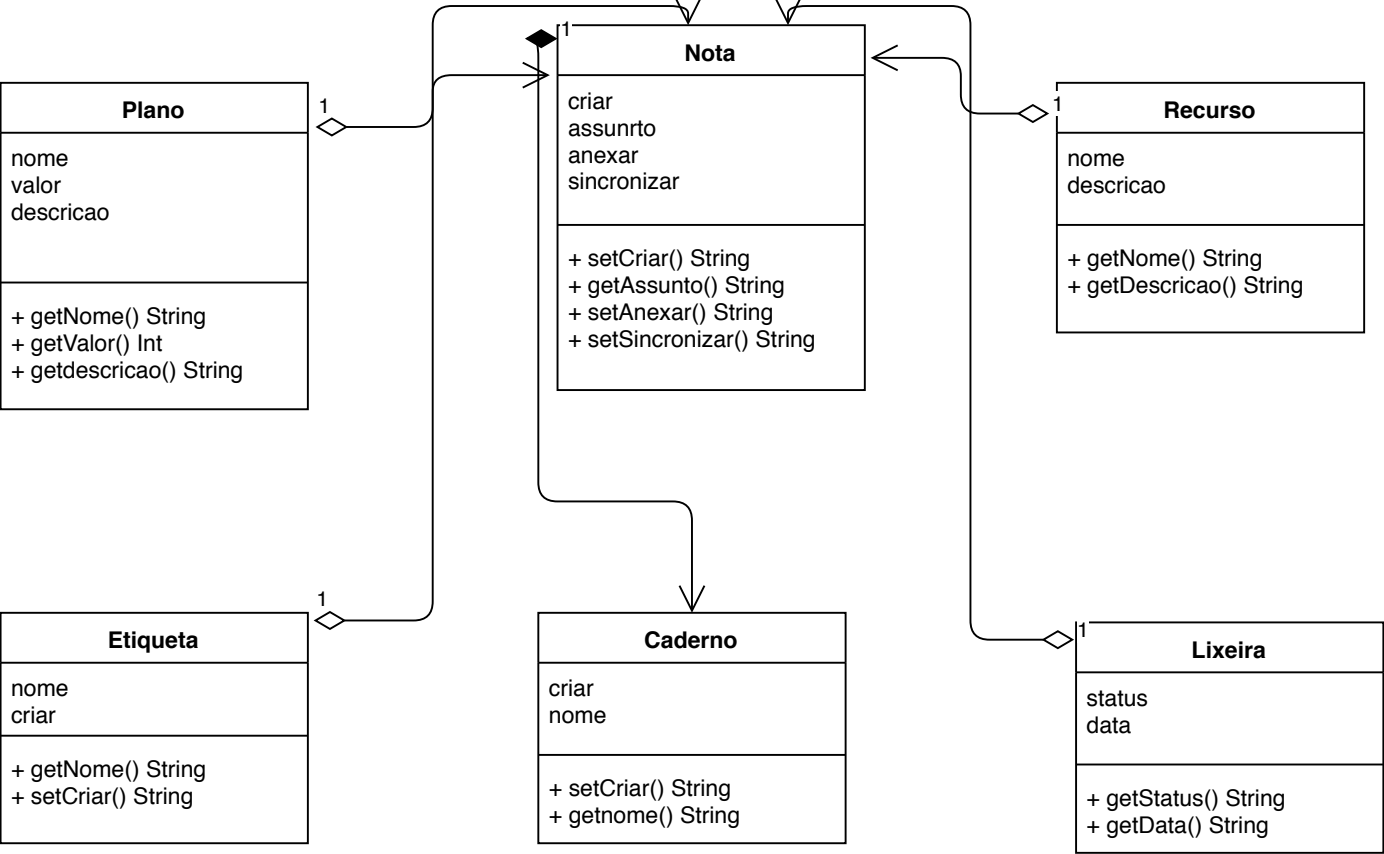 1
Nota
criar
assunrto
anexar
sincronizar
+ setCriar() String
+ getAssunto() String
+ setAnexar() String
+ setSincronizar() String
Plano
1
nome
valor
descricao
+ getNome() String
+ getValor() Int
+ getdescricao() String
1
Recurso
nome
descricao
+ getNome() String
+ getDescricao() String
1
Etiqueta
nome
criar
+ getNome() String
+ setCriar() String
Caderno
criar
nome
+ setCriar() String
+ getnome() String
1
Lixeira
status
data
+ getStatus() String
+ getData() String